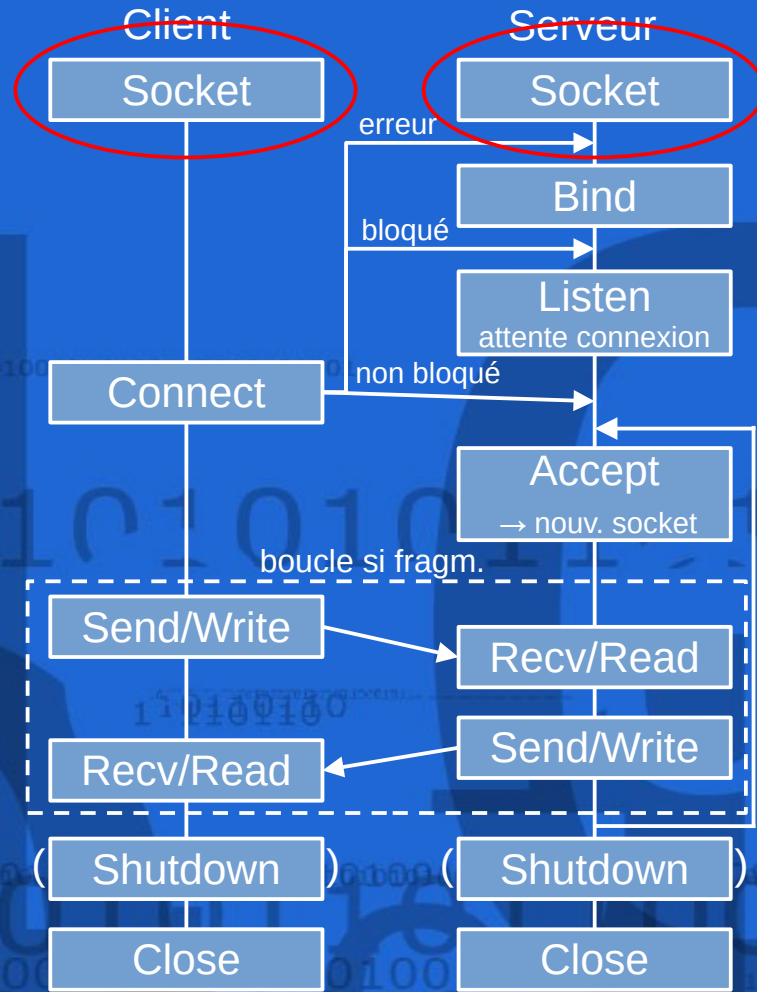 Client
Serveur
Socket
Socket
erreur
Bind
bloqué
Listen
attente connexion
non bloqué
Connect
Accept
→ nouv. socket
boucle si fragm.
Send/Write
Recv/Read
Send/Write
Recv/Read
( Shutdown )
( Shutdown )
Close
Close